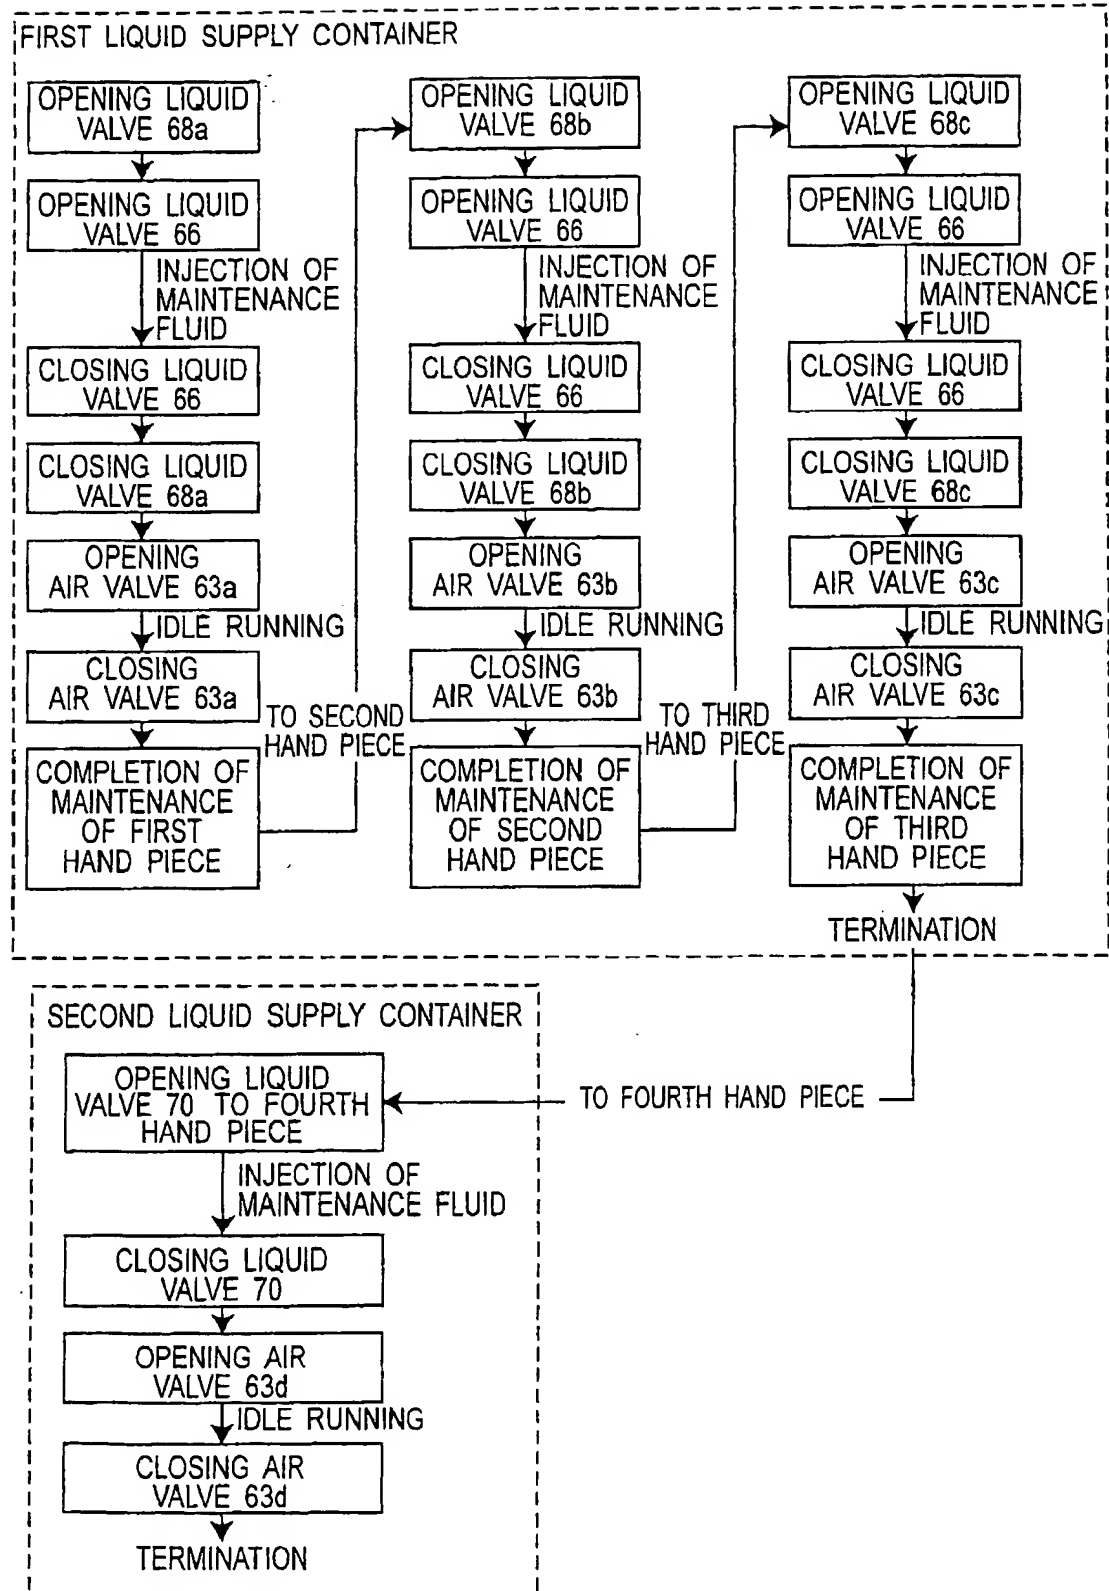 FIRST LIQUID SUPPLY CONTAINER
OPENING LIQUID
VALVE 68a
OPENING LIQUID
VALVE 66
INJECTION OF
MAINTENANCE
FLUID
CLOSING LIQUID
VALVE 66
CLOSING LIQUID
VALVE 68a
OPENING
AIR VALVE 63a
IDLE RUNNING
CLOSING
AIR VALVE 63a
COMPLETION OF
MAINTENANCE
OF FIRST
HAND PIECE
TO SECOND
HAND PIECE
OPENING LIQUID
VALVE 68b
OPENING LIQUID
VALVE 66
INJECTION OF
MAINTENANCE
FLUID
CLOSING LIQUID
VALVE 66
CLOSING LIQUID
VALVE 68b
OPENING
AIR VALVE 63b
IDLE RUNNING
CLOSING
AIR VALVE 63b
COMPLETION OF
MAINTENANCE
OF SECOND
HAND PIECE
TO THIRD
HAND PIECE
OPENING LIQUID
VALVE 68c
OPENING LIQUID
VALVE 66
INJECTION OF
MAINTENANCE
FLUID
CLOSING LIQUID
VALVE 66
CLOSING LIQUID
VALVE 68c
OPENING
AIR VALVE 63c
IDLE RUNNING
CLOSING
AIR VALVE 63c
COMPLETION OF
MAINTENANCE
OF THIRD
HAND PIECE
TERMINATION
TO FOURTH HAND PIECE
SECOND LIQUID SUPPLY CONTAINER
OPENING LIQUID
VALVE 70 TO FOURTH
HAND PIECE
INJECTION OF
MAINTENANCE FLUID
CLOSING LIQUID
VALVE 70
OPENING AIR
VALVE 63d
IDLE RUNNING
CLOSING AIR
VALVE 63d
TERMINATION